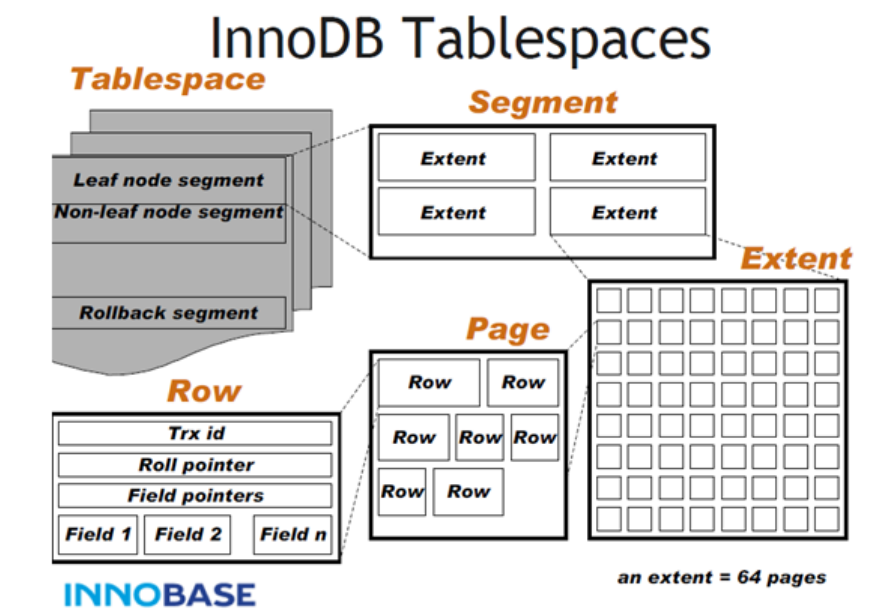 InnoDB Tablespaces
Tablespace
Leaf node segment
Non-leaf node segment
Rollback segment
Segment
Extent Extent
Extent Extent
Extent
an extent = 64 pages
Page
Row Row
Row Row Row
Row Row
Row
Trx id
Roll pointer
Field pointers
Field 1 Field 2 Field n
INNOBASE